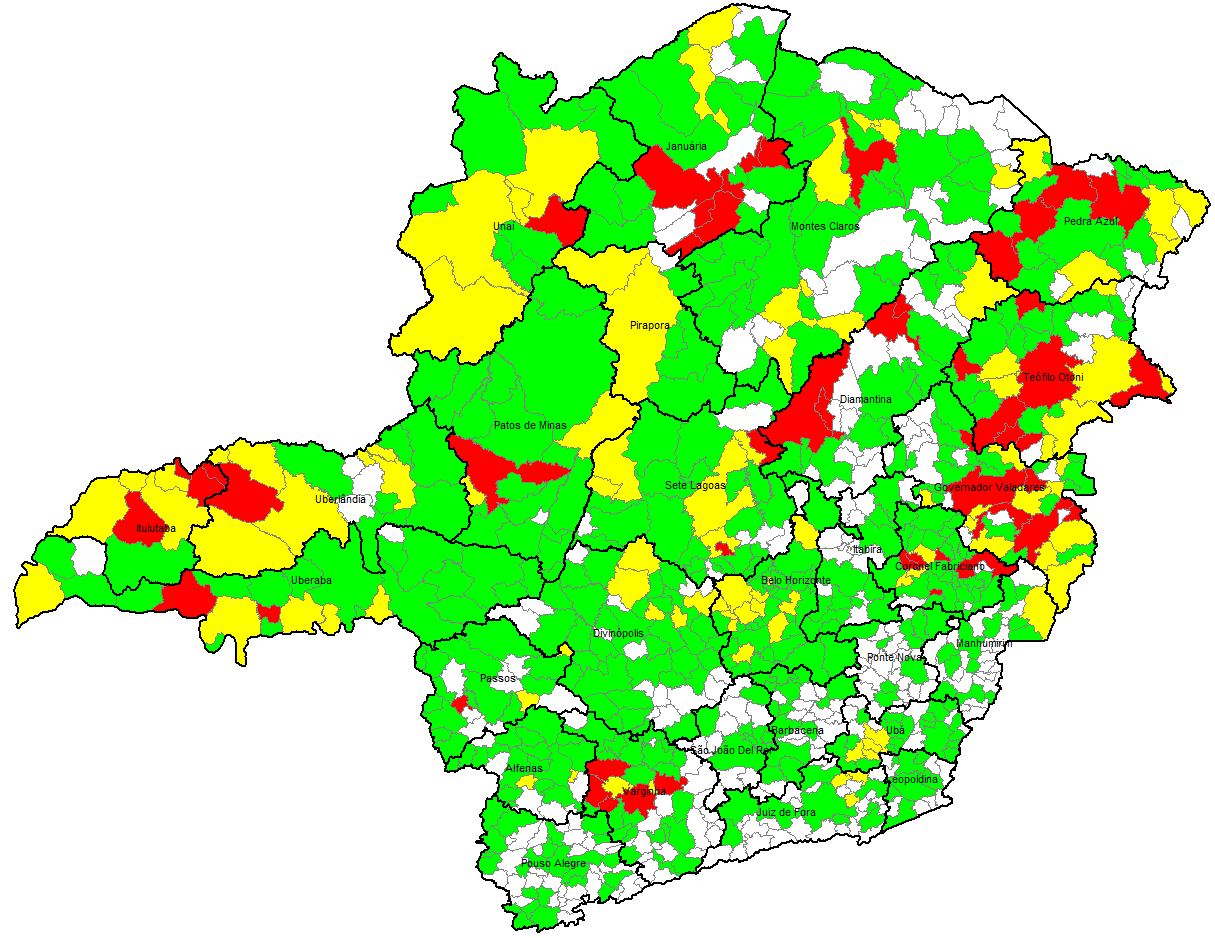 Januária
Pedra Azul
Unaí
Montes Claros
Pirapora
Teófilo Otoni
Diamantina
Patos de Minas
Sete Lagoas
Governador Valadares
Uberlândia
Ituiutaba
Itabira
Coronel Fabriciano
Uberaba
Belo Horizonte
Divinópolis
Manhumirim
Ponte Nova
Passos
Barbacena
Ubá
São João Del Rei
Alfenas
Leopoldina
Varginha
Juiz de Fora
Pouso Alegre